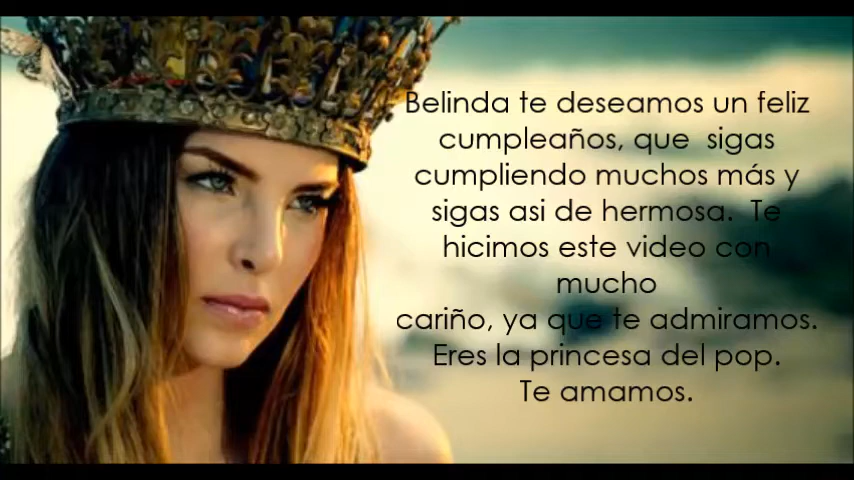 Belinda te deseamos un feliz
cumpleaños, que sigas
cumpliendo muchos más y
sigas asi de hermosa. Te
hicimos este video con
mucho
cariño, ya que te admiramos.
Eres la princesa del pop.
Te amamos.